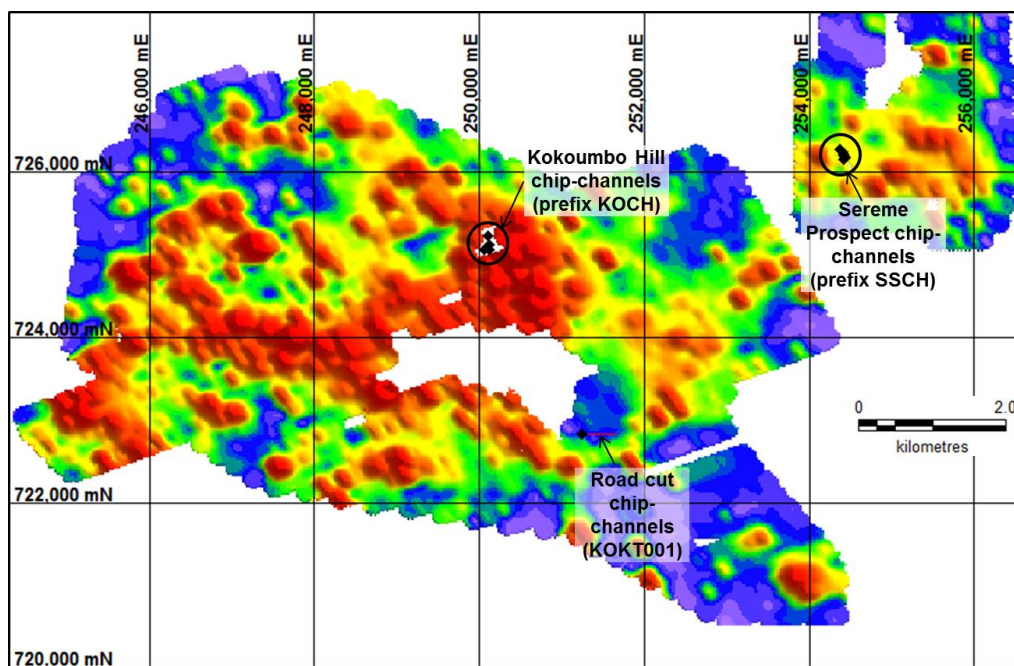 246,000 mE
248,000 mE
250,000 mE
252,000 mE
254,000 mE
256,000 mE
726,000 mN
Kokoumbo Hill
chip-channels
(prefix KOCH)
Sereme
Prospect chip-
channels
(prefix SSCH)
724,000 mN
0 2.0
kilometres
Road cut
chip-
channels
(KOKT001)
722,000 mN
720,000 mN